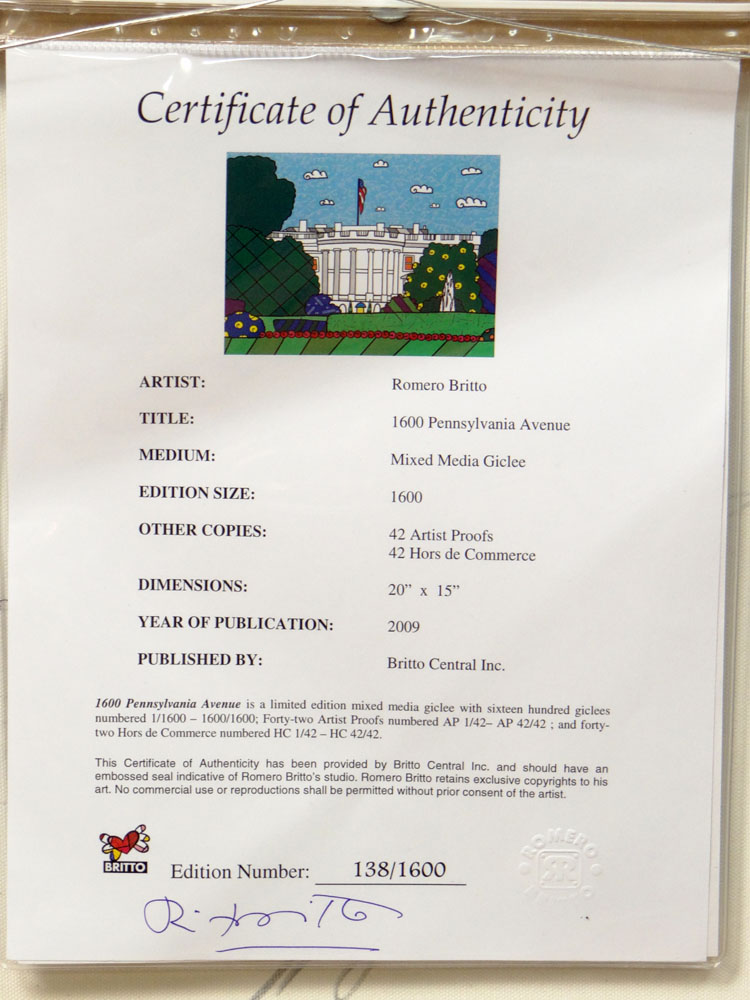 Certificate of Authenticity
ARTIST: Romero Britto
TITLE: 1600 Pennsylvania Avenue
MEDIUM: Mixed Media Giclee
EDITION SIZE: 1600
OTHER COPIES: 42 Artist Proofs
42 Hors de Commerce
DIMENSIONS: 20” x 15”
YEAR OF PUBLICATION: 2009
PUBLISHED BY: Britto Central Inc.
1600 Pennsylvania Avenue is a limited edition mixed media giclee with sixteen hundred giclees
numbered 1/1600 – 1600/1600; Forty-two Artist Proofs numbered AP 1/42– AP 42/42 ; and forty-
two Hors de Commerce numbered HC 1/42 – HC 42/42.
This Certificate of Authenticity has been provided by Britto Central Inc. and should have an
embossed seal indicative of Romero Britto's studio. Romero Britto retains exclusive copyrights to his
art. No commercial use or reproductions shall be permitted without prior consent of the artist.
BRITTO
Edition Number: 138/1600
ROMERO